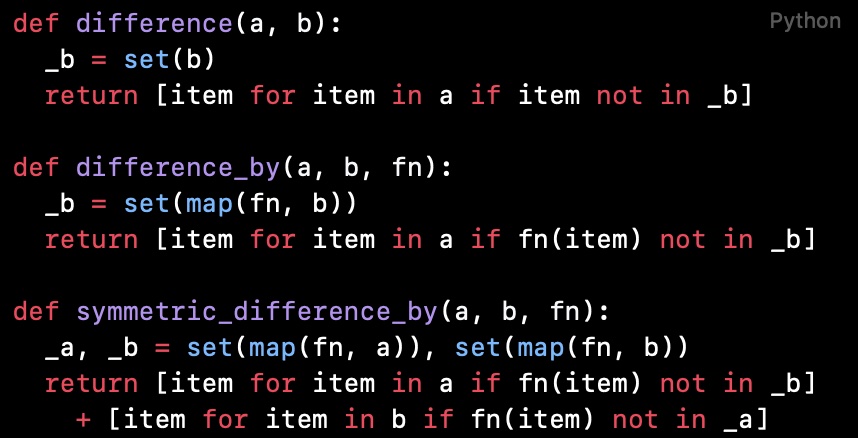 Python
def difference(a, b):
  _b = set(b)
  return [item for item in a if item not in _b]

def difference_by(a, b, fn):
  _b = set(map(fn, b))
  return [item for item in a if fn(item) not in _b]

def symmetric_difference_by(a, b, fn):
  _a, _b = set(map(fn, a)), set(map(fn, b))
  return [item for item in a if fn(item) not in _b]
    + [item for item in b if fn(item) not in _a]